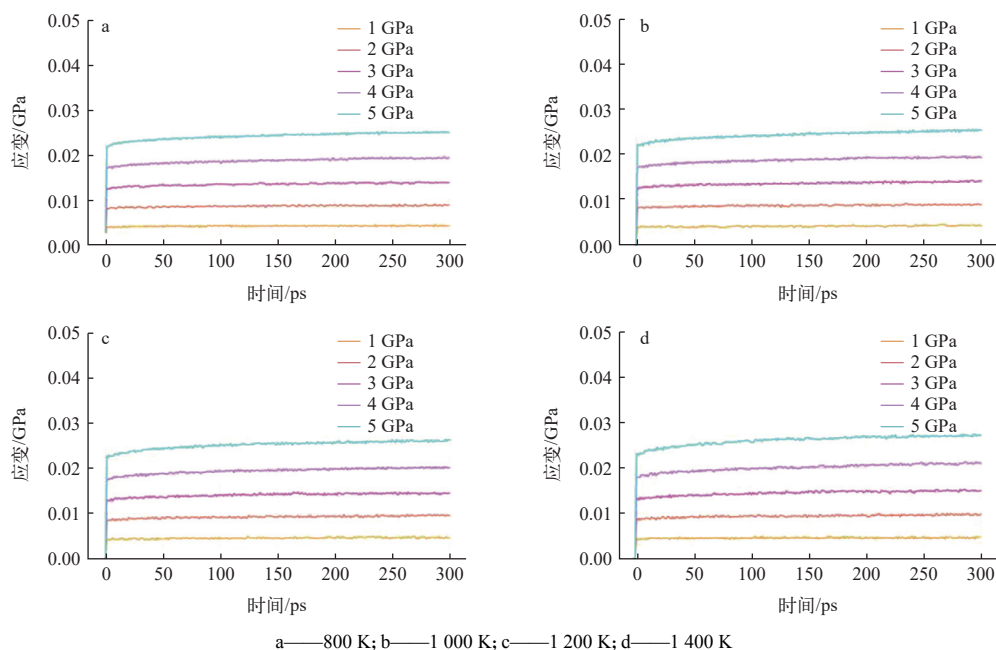 a
0.05
0.04
0.03
0.02
0.01
0.00
应变/GPa
1 GPa
2 GPa
3 GPa
4 GPa
5 GPa
0 50 100 150 200 250 300
时间/ps
b
0.05
0.04
0.03
0.02
0.01
0.00
应变/GPa
1 GPa
2 GPa
3 GPa
4 GPa
5 GPa
0 50 100 150 200 250 300
时间/ps
c
0.05
0.04
0.03
0.02
0.01
0.00
应变/GPa
1 GPa
2 GPa
3 GPa
4 GPa
5 GPa
0 50 100 150 200 250 300
时间/ps
d
0.05
0.04
0.03
0.02
0.01
0.00
应变/GPa
1 GPa
2 GPa
3 GPa
4 GPa
5 GPa
0 50 100 150 200 250 300
时间/ps
a——800 K; b——1 000 K; c——1 200 K; d——1 400 K